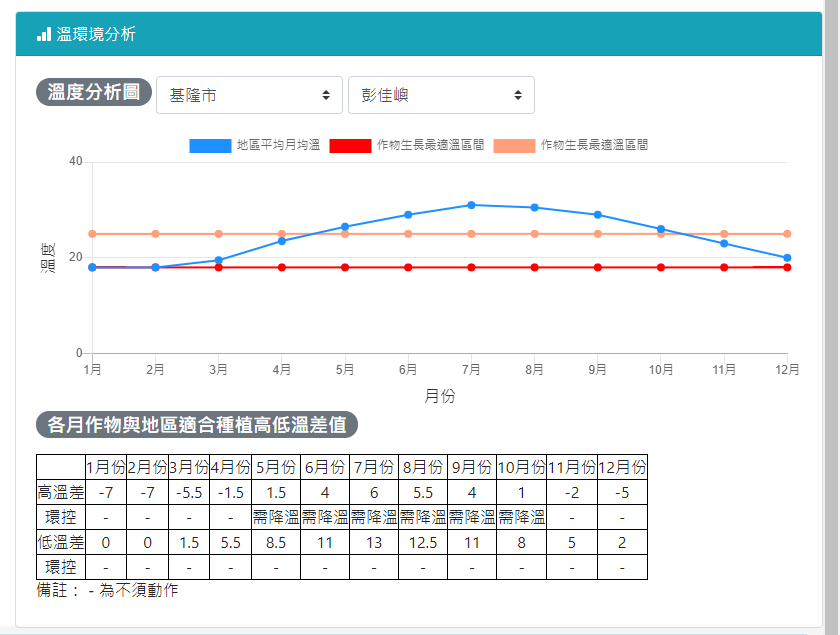 溫環境分析
溫度分析圖 基隆市 彭佳嶼
地區平均月均溫 作物生長最適溫區間 作物生長最適溫區間
40
20
0
溫度
1月 2月 3月 4月 5月 6月 7月 8月 9月 10月 11月 12月
月份
各月作物與地區適合種植高低溫差值
1月份 2月份 3月份 4月份 5月份 6月份 7月份 8月份 9月份 10月份 11月份 12月份
高溫差 -7 -7 -5.5 -1.5 1.5 4 6 5.5 4 1 -2 -5
環控 - - - - 需降溫 需降溫 需降溫 需降溫 需降溫 需降溫 - -
低溫差 0 0 1.5 5.5 8.5 11 13 12.5 11 8 5 2
環控 - - - - - - - - - - - -
備註： - 為不須動作